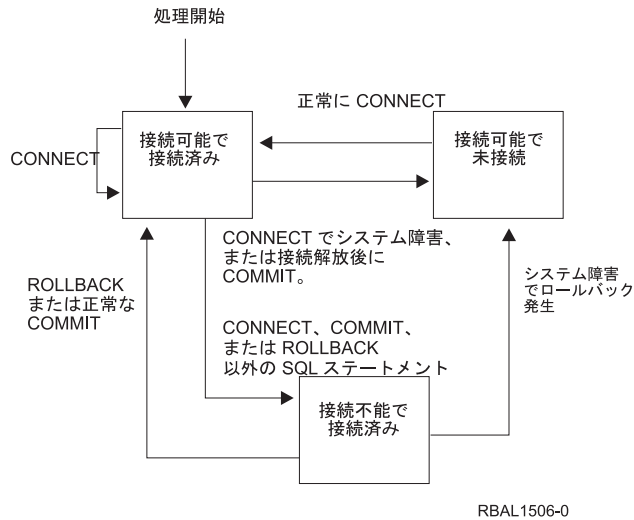 処理開始
正常に CONNECT
接続可能で
接続済み
接続可能で
未接続
CONNECT
CONNECT でシステム障害、
または接続解放後に
COMMIT。
ROLLBACK
または正常な
COMMIT
システム障害
でロールバック
発生
CONNECT、COMMIT、
または ROLLBACK
以外の SQL ステートメント
接続不能で
接続済み
RBAL1506-0